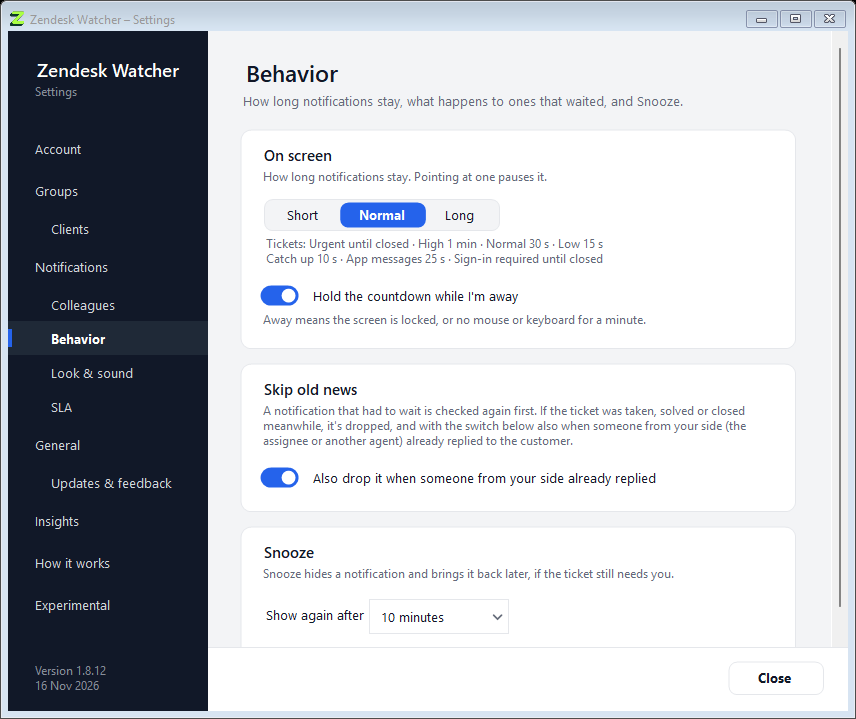 Zendesk Watcher – Settings
Zendesk Watcher
Settings
Account
Groups
Clients
Notifications
Colleagues
Behavior
Look & sound
SLA
General
Updates & feedback
Insights
How it works
Experimental
Version 1.8.12
16 Nov 2026
Behavior
How long notifications stay, what happens to ones that waited, and Snooze.
On screen
How long notifications stay. Pointing at one pauses it.
Short Normal Long
Tickets: Urgent until closed · High 1 min · Normal 30 s · Low 15 s
Catch up 10 s · App messages 25 s · Sign-in required until closed
Hold the countdown while I'm away
Away means the screen is locked, or no mouse or keyboard for a minute.
Skip old news
A notification that had to wait is checked again first. If the ticket was taken, solved or closed
meanwhile, it's dropped, and with the switch below also when someone from your side (the
assignee or another agent) already replied to the customer.
Also drop it when someone from your side already replied
Snooze
Snooze hides a notification and brings it back later, if the ticket still needs you.
Show again after 10 minutes
Close